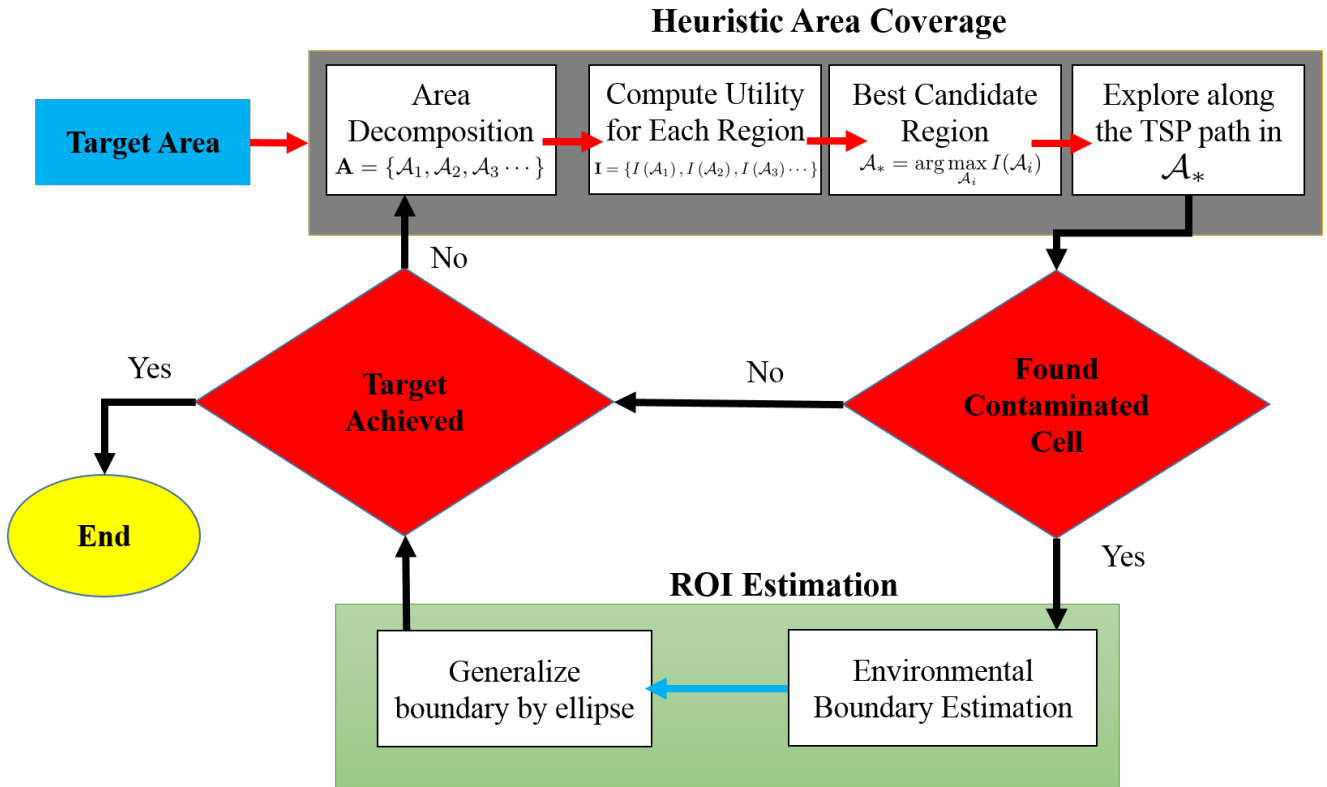 Heuristic Area Coverage
Target Area
Area
Decomposition
𝐀 = {𝒜₁, 𝒜₂, 𝒜₃ ⋯}
Compute Utility
for Each Region
𝐈 = {I(𝒜₁), I(𝒜₂), I(𝒜₃) ⋯}
Best Candidate
Region
𝒜∗ = arg max I(𝒜ᵢ)
𝒜ᵢ
Explore along
the TSP path in
𝒜∗
No
Yes
Target
Achieved
No
Found
Contaminated
Cell
End
Yes
ROI Estimation
Generalize
boundary by ellipse
Environmental
Boundary Estimation